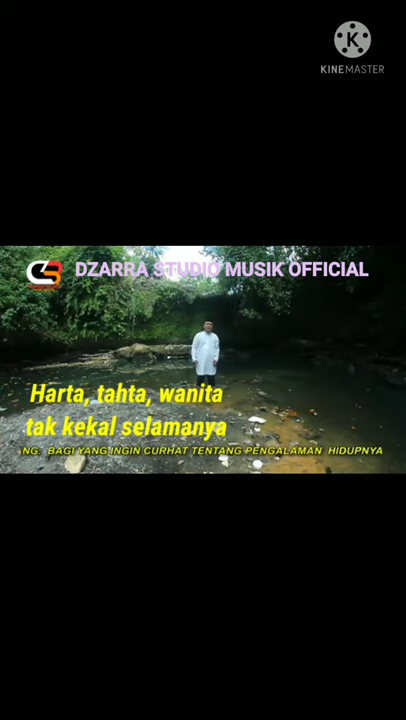 KINEMASTER
DZARRA STUDIO MUSIK OFFICIAL
Harta, tahta, wanita
tak kekal selamanya
NG. BAGI YANG INGIN CURHAT TENTANG PENGALAMAN HIDUPNYA